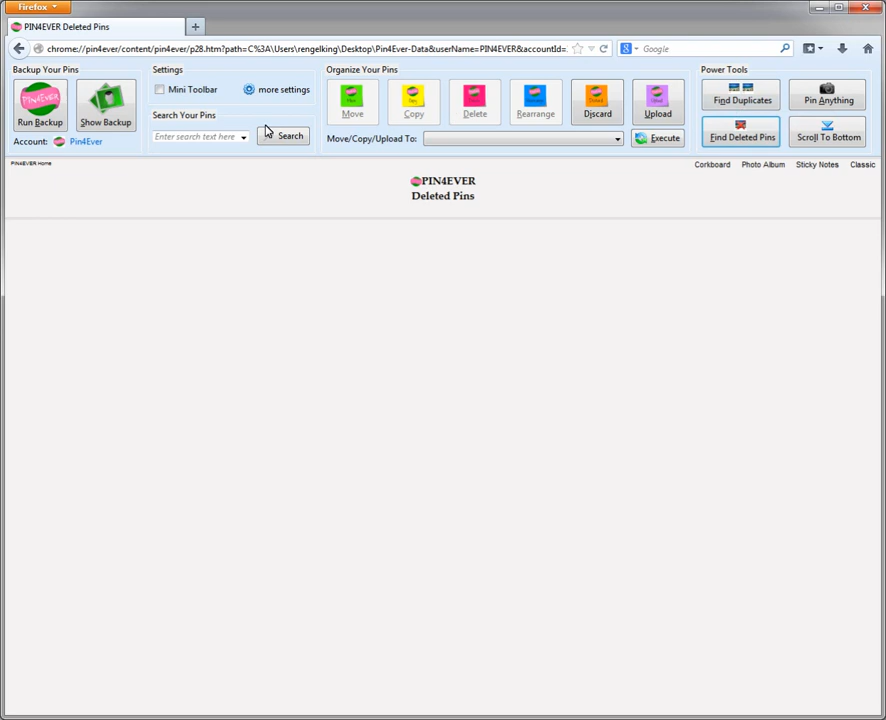 Firefox
PIN4EVER Deleted Pins
chrome://pin4ever/content/pin4ever/p28.htm?path=C%3A\Users\rengelking\Desktop\Pin4Ever-Data&userName=PIN4EVER&accountId=
Google
Backup Your Pins
Settings
Organize Your Pins
Power Tools
Mini Toolbar
more settings
Run Backup
Show Backup
Move
Copy
Delete
Rearrange
Discard
Upload
Find Duplicates
Pin Anything
Search Your Pins
Enter search text here
Search
Move/Copy/Upload To:
Execute
Find Deleted Pins
Scroll To Bottom
Account:
Pin4Ever
PIN4EVER Home
Corkboard
Photo Album
Sticky Notes
Classic
PIN4EVER
Deleted Pins